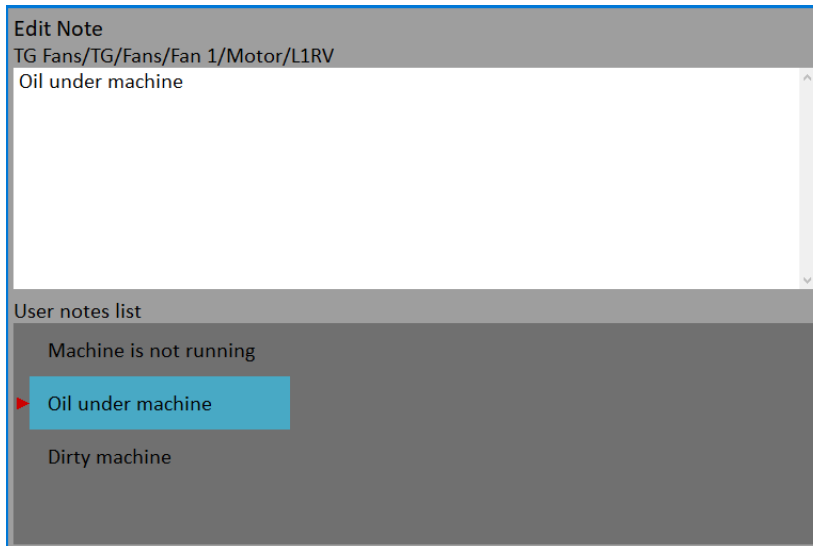 Edit Note
TG Fans/TG/Fans/Fan 1/Motor/L1RV
Oil under machine
User notes list
Machine is not running
Oil under machine
Dirty machine